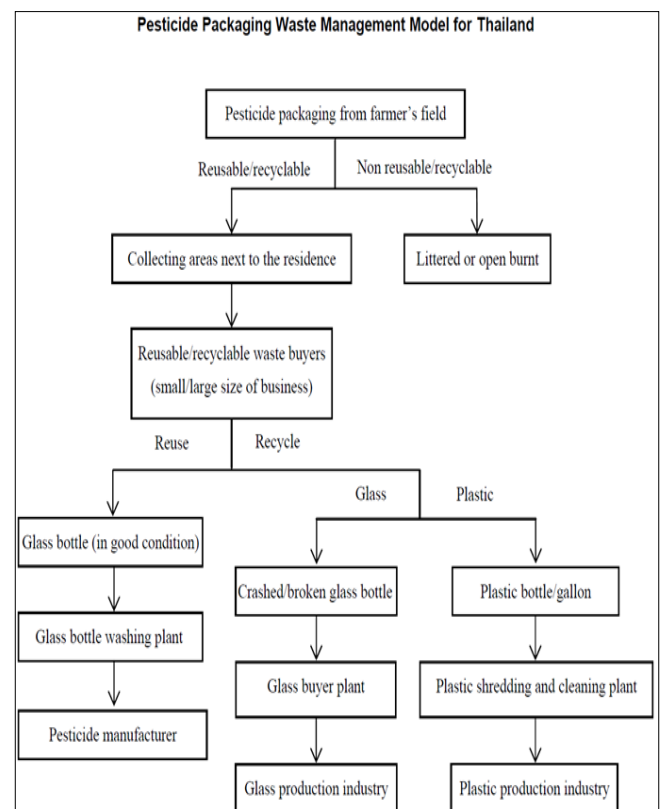 Pesticide Packaging Waste Management Model for Thailand
Pesticide packaging from farmer's field
Reusable/recyclable
Non reusable/recyclable
Collecting areas next to the residence
Littered or open burnt
Reusable/recyclable waste buyers
(small/large size of business)
Reuse
Recycle
Glass
Plastic
Glass bottle (in good condition)
Crashed/broken glass bottle
Plastic bottle/gallon
Glass bottle washing plant
Glass buyer plant
Plastic shredding and cleaning plant
Pesticide manufacturer
Glass production industry
Plastic production industry